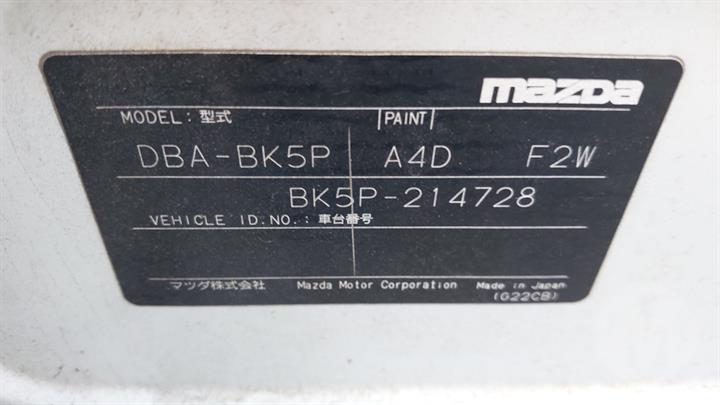 mazda
MODEL: 型式 PAINT
DBA-BK5P A4D F2W
BK5P-214728
VEHICLE ID.NO.: 車台番号
マツダ株式会社 Mazda Motor Corporation Made in Japan
(G22CB)